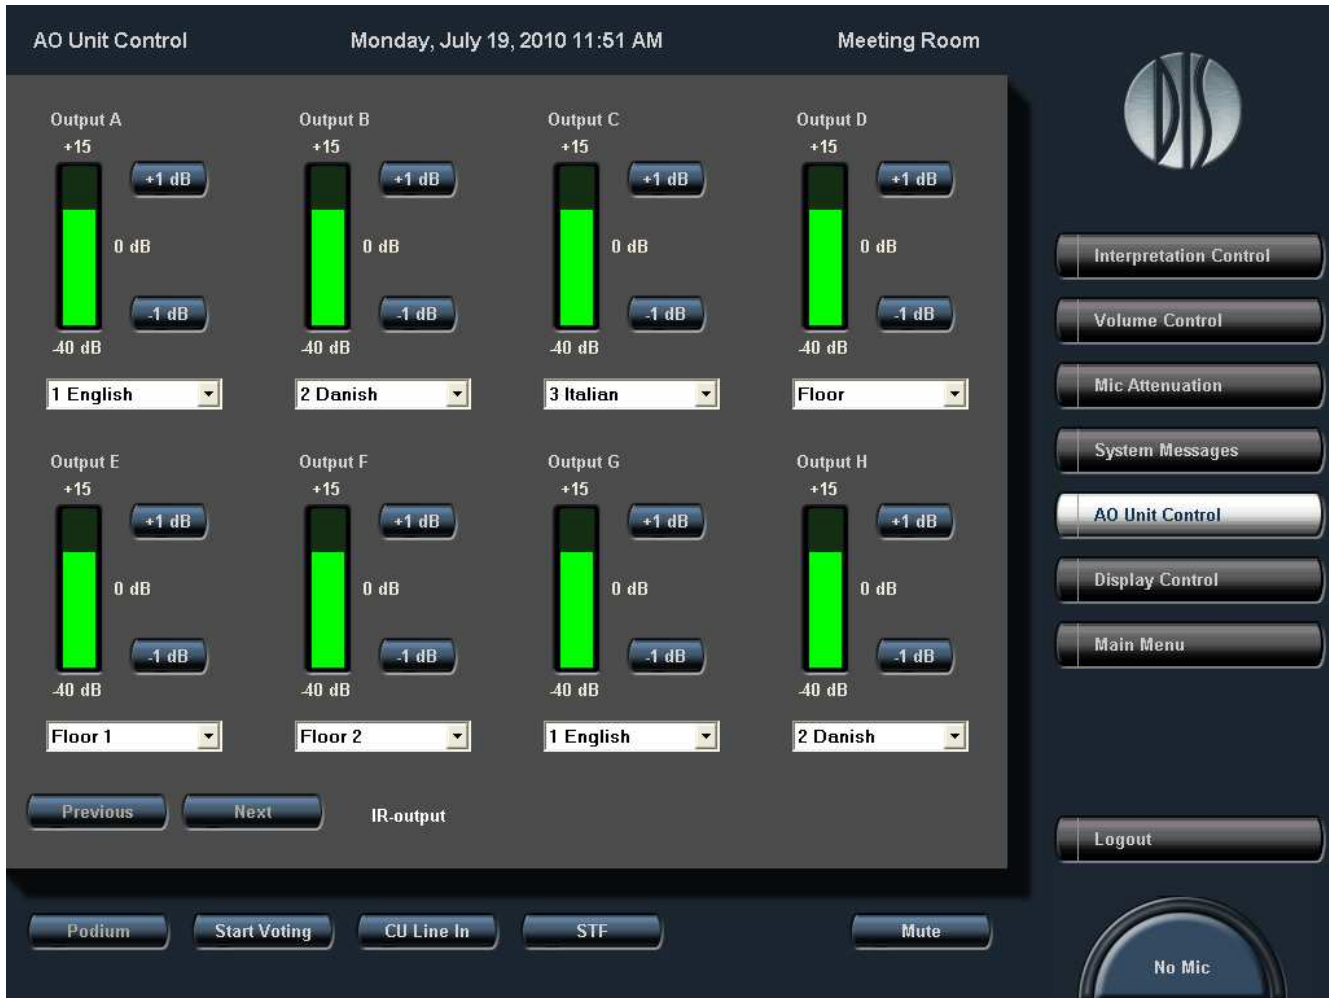 AO Unit Control Monday, July 19, 2010 11:51 AM Meeting Room
DIS
Output A Output B Output C Output D
+15 +15 +15 +15
+1 dB +1 dB +1 dB +1 dB
0 dB 0 dB 0 dB 0 dB
-1 dB -1 dB -1 dB -1 dB
-40 dB -40 dB -40 dB -40 dB
1 English 2 Danish 3 Italian Floor
Output E Output F Output G Output H
+15 +15 +15 +15
+1 dB +1 dB +1 dB +1 dB
0 dB 0 dB 0 dB 0 dB
-1 dB -1 dB -1 dB -1 dB
-40 dB -40 dB -40 dB -40 dB
Floor 1 Floor 2 1 English 2 Danish
Previous Next IR-output
Interpretation Control
Volume Control
Mic Attenuation
System Messages
AO Unit Control
Display Control
Main Menu
Logout
Podium Start Voting CU Line In STF Mute
No Mic